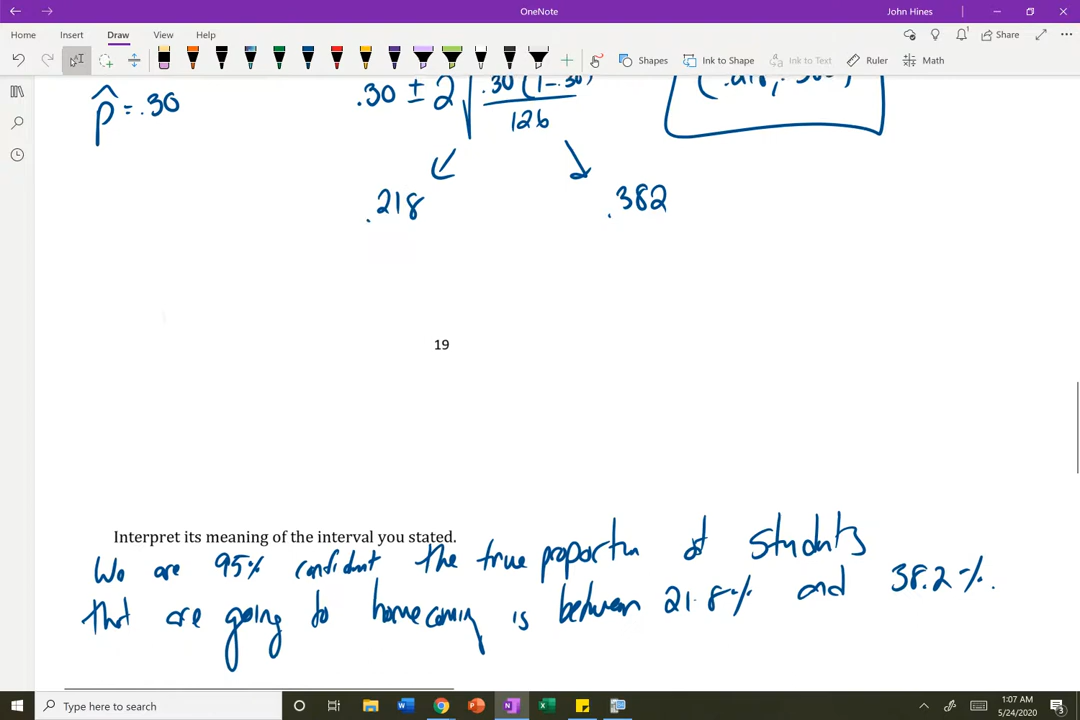 OneNote
John Hines
Home Insert Draw View Help
Share
Shapes Ink to Shape Ink to Text Ruler Math
p̂ = .30 .30 ± 2 √ .30 (1-.30)
126
.218 .382
19
Interpret its meaning of the interval you stated.
We are 95% confident the true proportion of students
that are going to homecoming is between 21.8% and 38.2%.
Type here to search
1:07 AM
5/24/2020
3